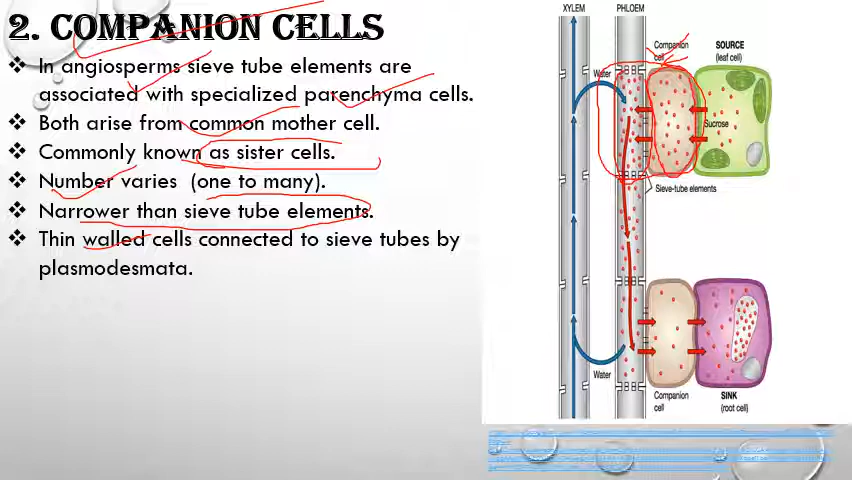 2. COMPANION CELLS
❖ In angiosperms sieve tube elements are
associated with specialized parenchyma cells.
❖ Both arise from common mother cell.
❖ Commonly known as sister cells.
❖ Number varies (one to many).
❖ Narrower than sieve tube elements.
❖ Thin walled cells connected to sieve tubes by
plasmodesmata.
XYLEM
PHLOEM
Companion
cell
SOURCE
(leaf cell)
Water
Sucrose
Sieve-tube elements
Water
Companion
cell
SINK
(root cell)